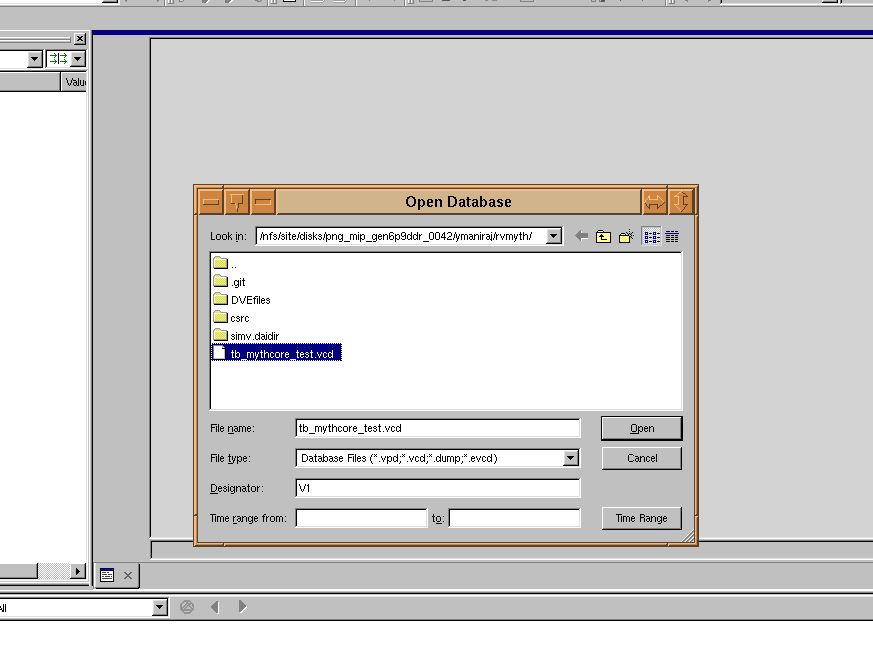 Open Database
Look in: /nfs/site/disks/png_mip_gen6p9ddr_0042/ymaniraj/rvmyth/
..
.git
DVEfiles
csrc
simv.daidir
tb_mythcore_test.vcd
File name: tb_mythcore_test.vcd Open
File type: Database Files (*.vpd;*.vcd;*.dump;*.evcd) Cancel
Designator: V1
Time range from: to: Time Range